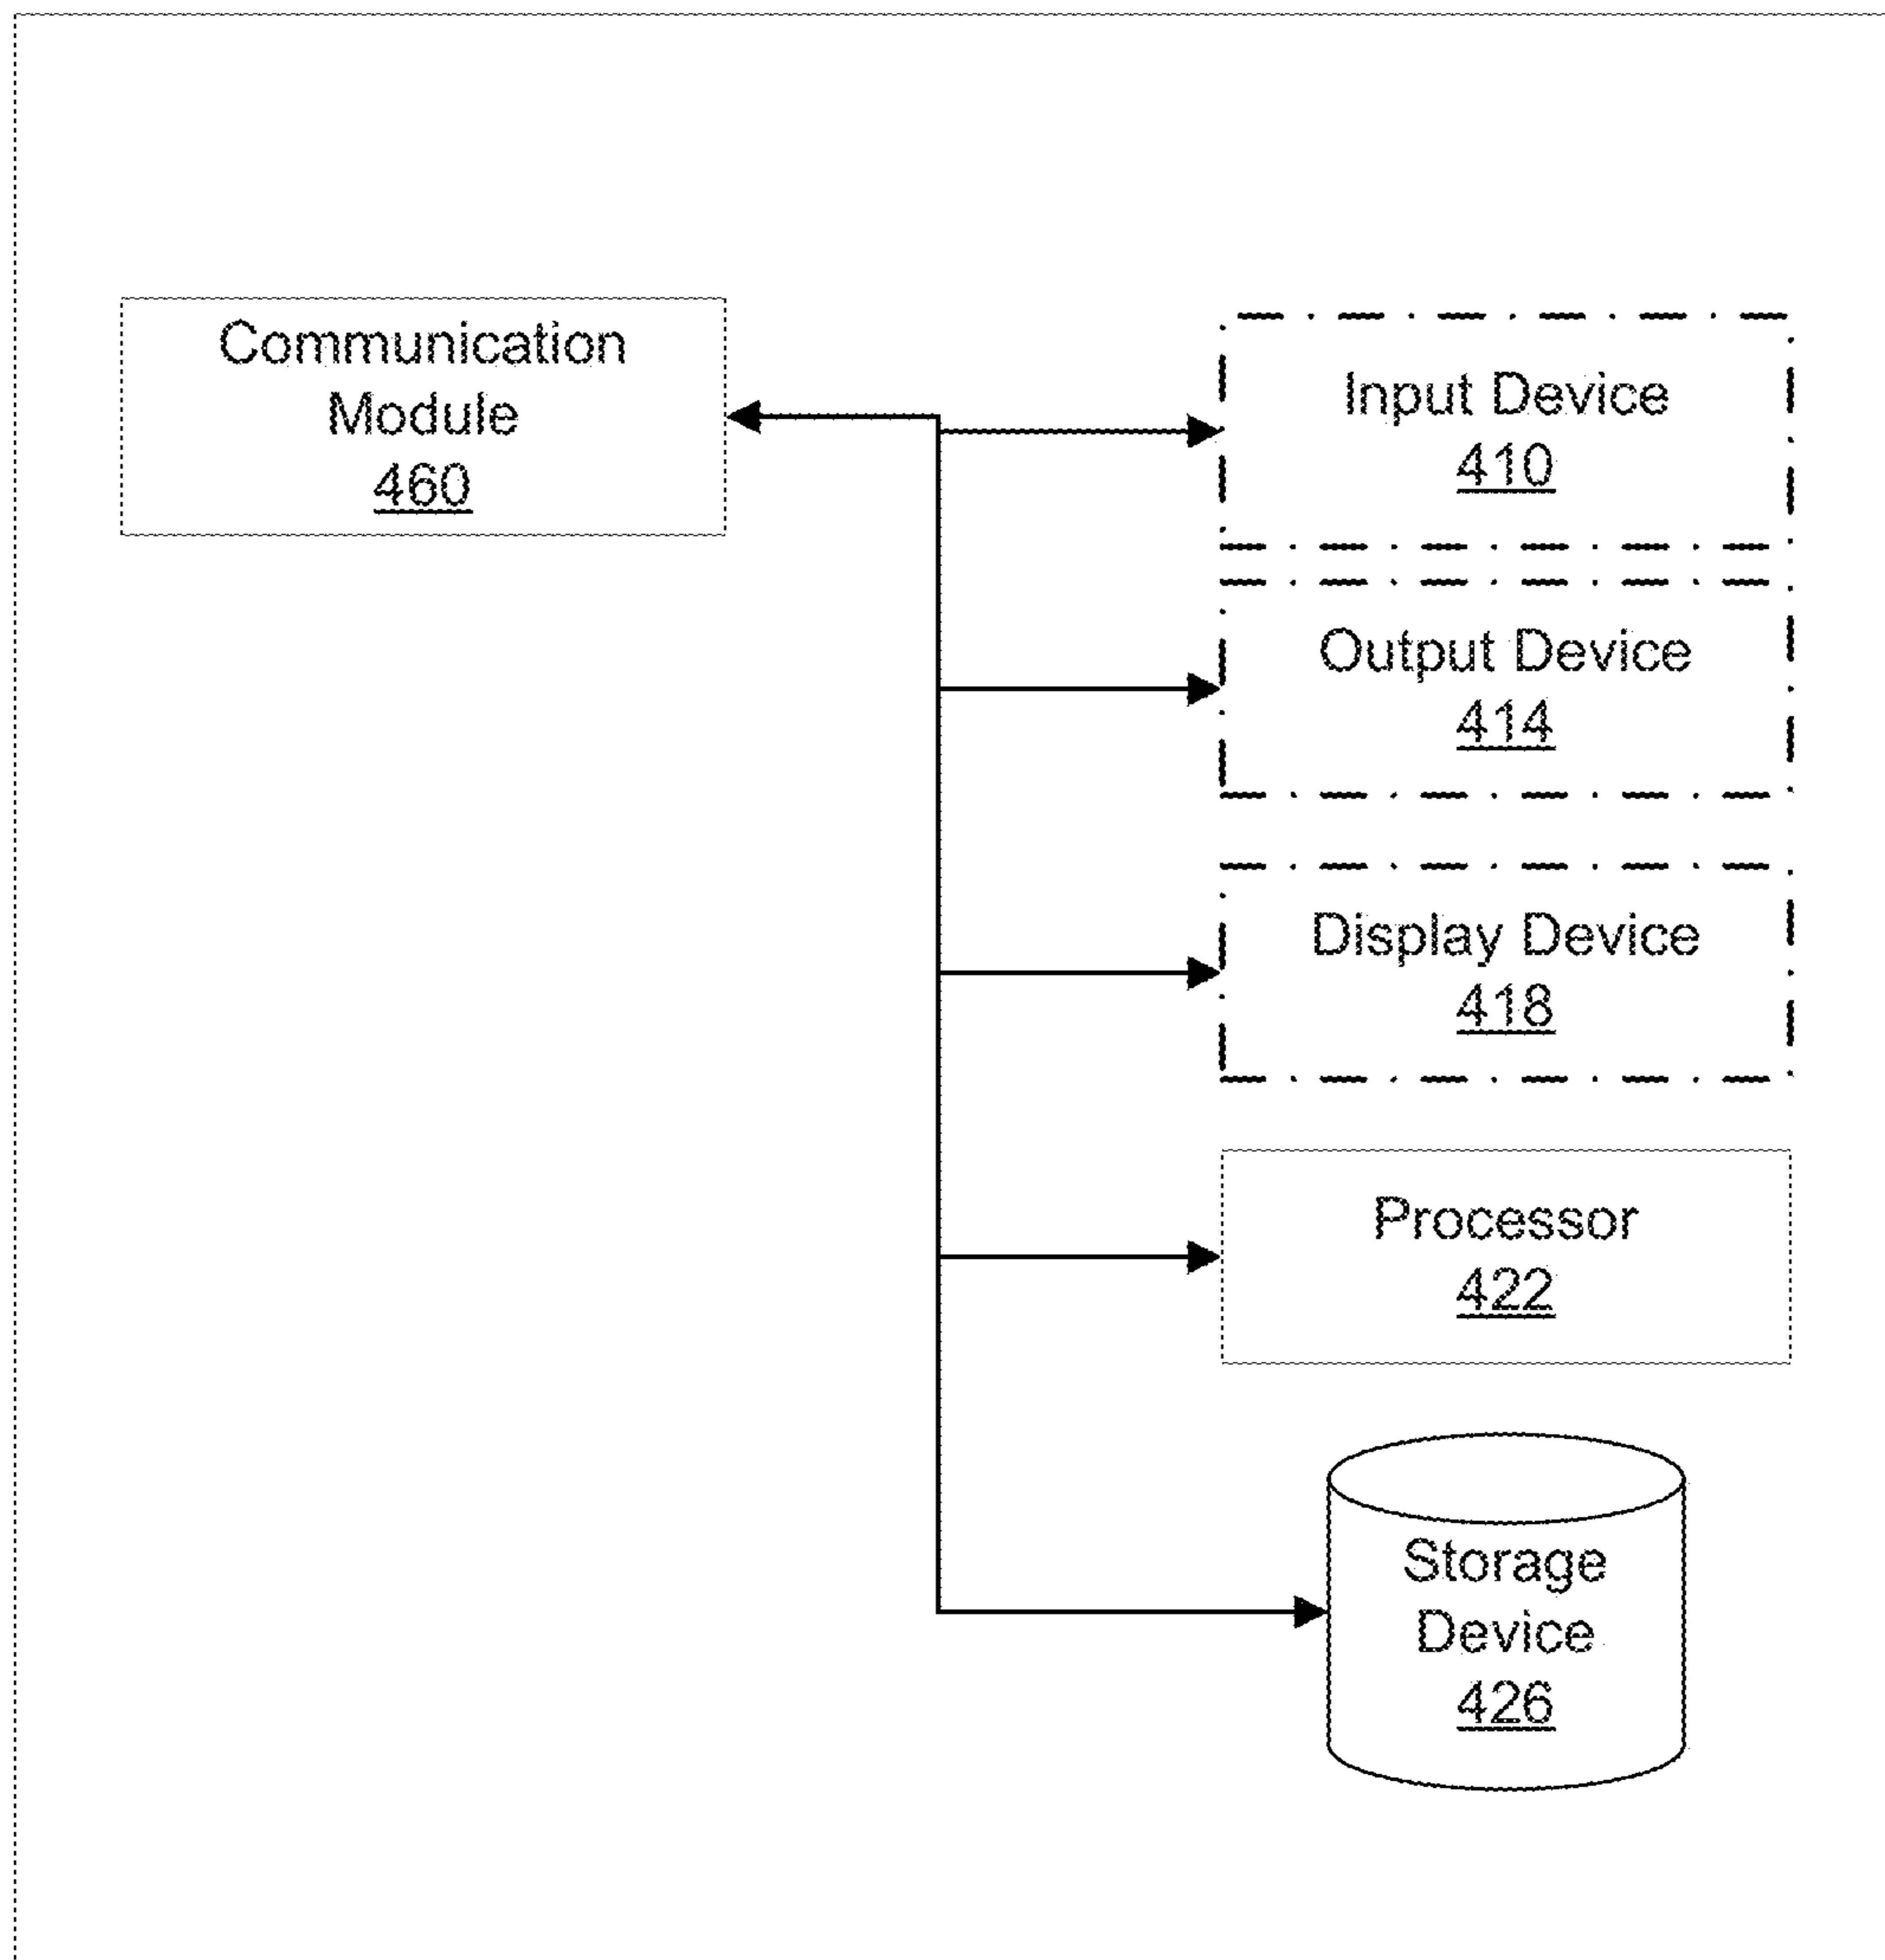 Communication
Module
460
Input Device
410
Output Device
414
Display Device
418
Processor
422
Storage
Device
426